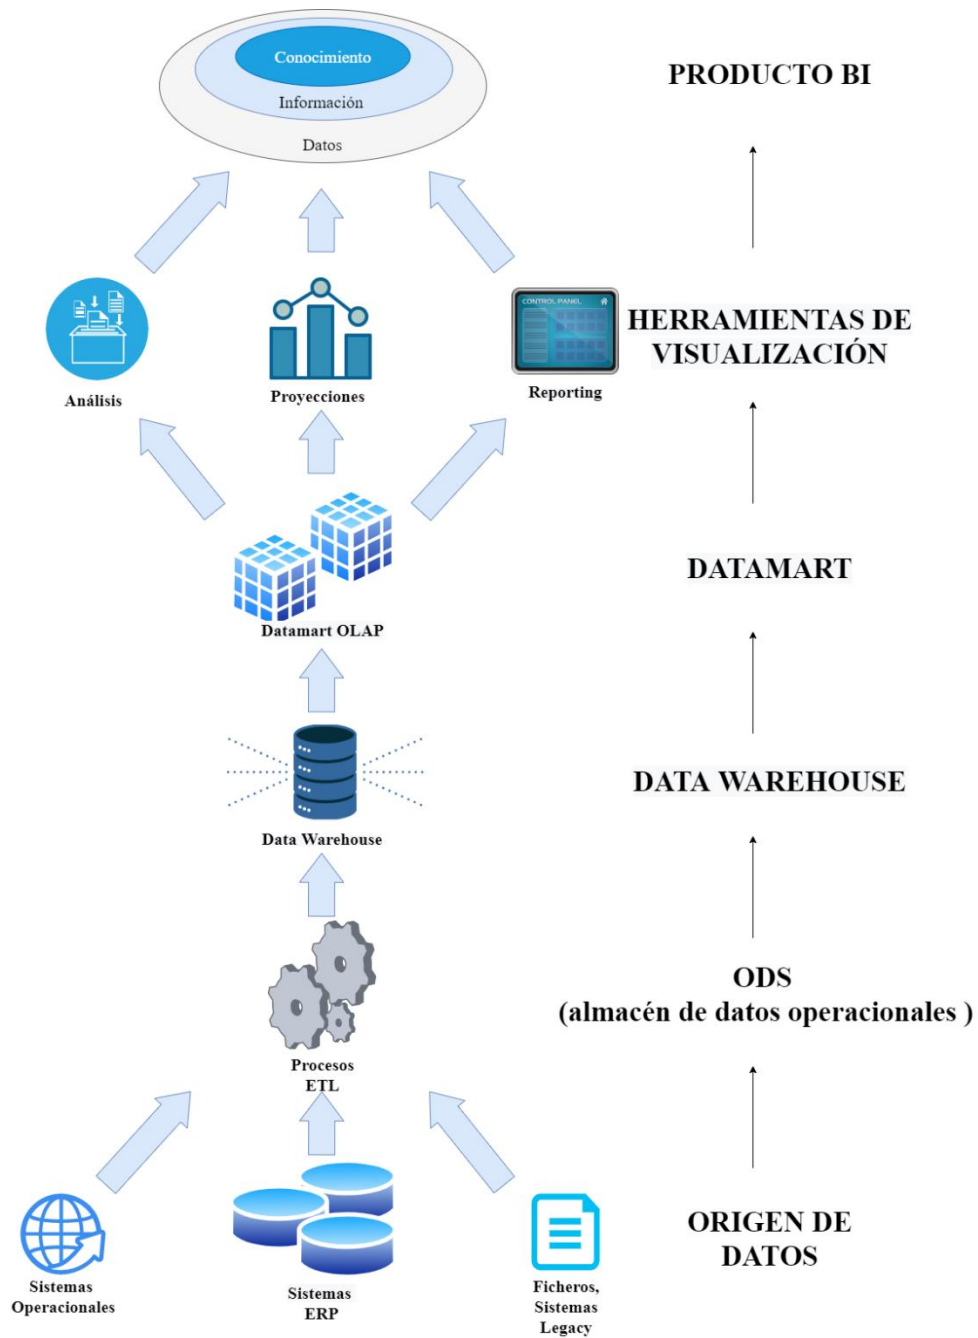 Conocimiento
Información
Datos
PRODUCTO BI
CONTROL PANEL
HERRAMIENTAS DE
VISUALIZACIÓN
Análisis
Proyecciones
Reporting
DATAMART
Datamart OLAP
DATA WAREHOUSE
Data Warehouse
ODS
(almacén de datos operacionales )
Procesos
ETL
ORIGEN DE
DATOS
Sistemas
Operacionales
Sistemas
ERP
Ficheros,
Sistemas
Legacy